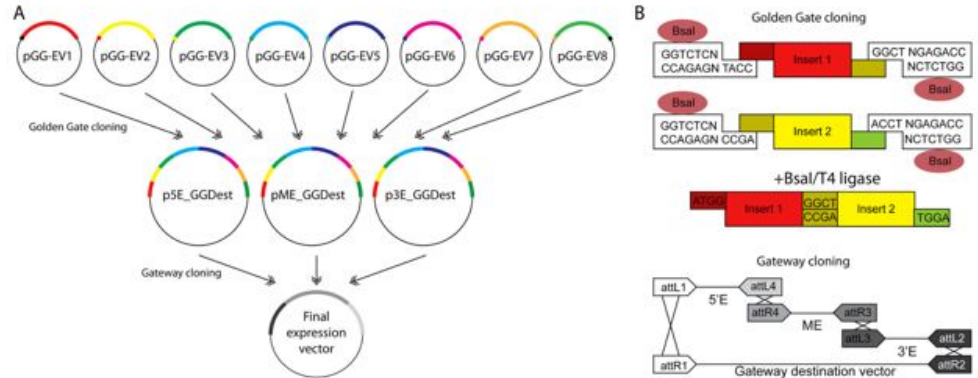 A
pGG-EV1 pGG-EV2 pGG-EV3 pGG-EV4 pGG-EV5 pGG-EV6 pGG-EV7 pGG-EV8
Golden Gate cloning
p5E_GGDest pME_GGDest p3E_GGDest
Gateway cloning
Final
expression
vector
B
Golden Gate cloning
BsaI
GGTCTCN
CCAGAGN TACC
Insert 1
GGCT NGAGACC
NCTCTGG
BsaI
BsaI
GGTCTCN
CCAGAGN CCGA
Insert 2
ACCT NGAGACC
NCTCTGG
BsaI
+BsaI/T4 ligase
ATGG Insert 1 GGCT Insert 2
CCGA TGGA
Gateway cloning
attL1 attL4
5'E
attR4 attR3
ME
attL3 attL2
3'E
attR1 attR2
Gateway destination vector